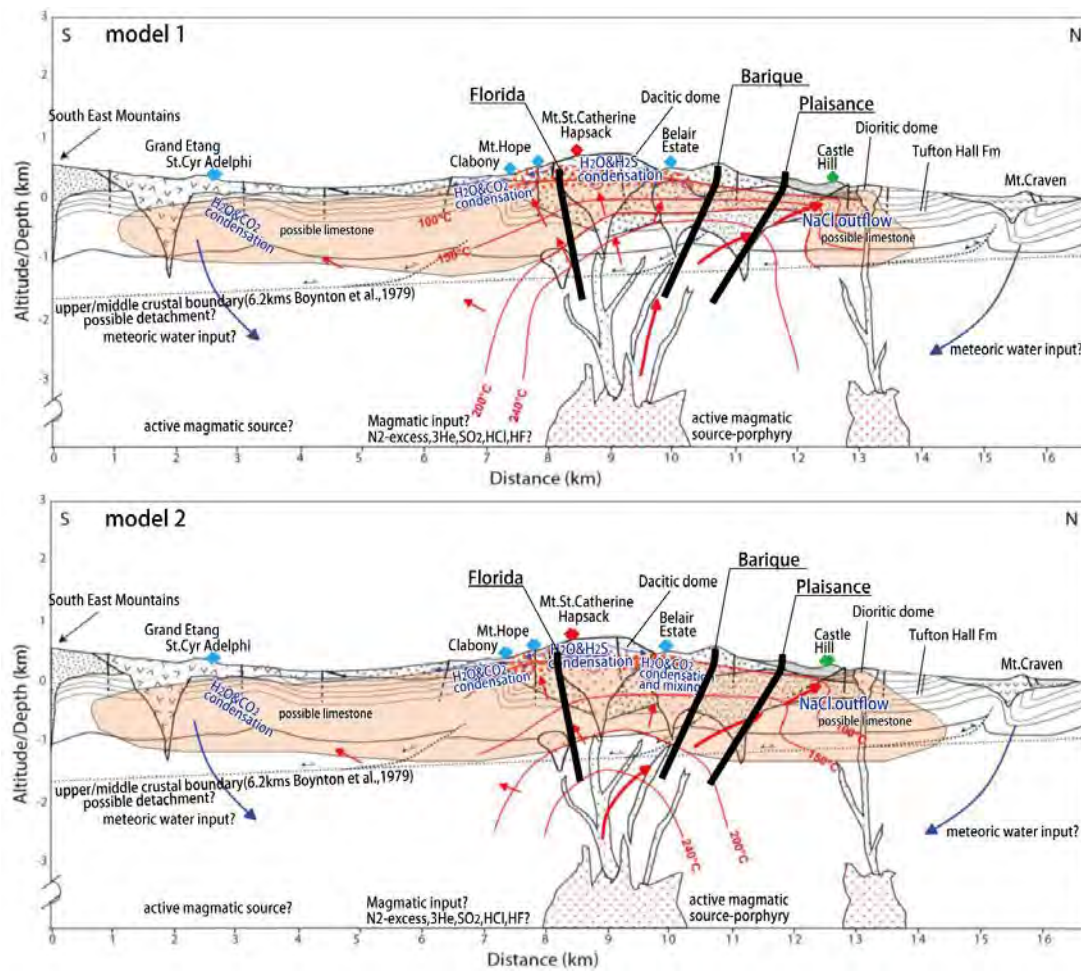 3
S
model 1
N
2
Barique
Florida
Dacitic dome
Plaisance
South East Mountains
Mt.St.Catherine
Hapsack
Dioritic dome
1
Grand Etang
St.Cyr Adelphi
Mt.Hope
Clabony
Belair
Estate
Castle
Hill
Tufton Hall Fm
Mt.Craven
H2O&H2S
condensation
H2O&CO2
condensation
H2O&CO2
condensation
0
100°C
NaCl.outflow
possible limestone
possible limestone
150°C
-1
upper/middle crustal boundary(6.2kms Boynton et al.,1979)
possible detachment?
meteoric water input?
meteoric water input?
-2
-3
200°C
240°C
Altitude/Depth (km)
active magmatic source?
Magmatic input?
N2-excess,3He,SO2,HCl,HF?
active magmatic
source-porphyry
0 1 2 3 4 5 6 7 8 9 10 11 12 13 14 15 16
Distance (km)
3
S
model 2
N
2
Barique
Florida
Dacitic dome
Plaisance
South East Mountains
Mt.St.Catherine
Hapsack
Dioritic dome
1
Grand Etang
St.Cyr Adelphi
Mt.Hope
Clabony
Belair
Estate
Castle
Hill
Tufton Hall Fm
Mt.Craven
H2O&H2S
condensation
H2O&CO2
condensation
H2O&CO2
condensation
and mixing
H2O&CO2
condensation
0
NaCl.outflow
possible limestone
possible limestone
100°C
150°C
-1
upper/middle crustal boundary(6.2kms Boynton et al.,1979)
possible detachment?
meteoric water input?
meteoric water input?
-2
-3
240°C
200°C
Altitude/Depth (km)
active magmatic source?
Magmatic input?
N2-excess,3He,SO2,HCl,HF?
active magmatic
source-porphyry
0 1 2 3 4 5 6 7 8 9 10 11 12 13 14 15 16
Distance (km)